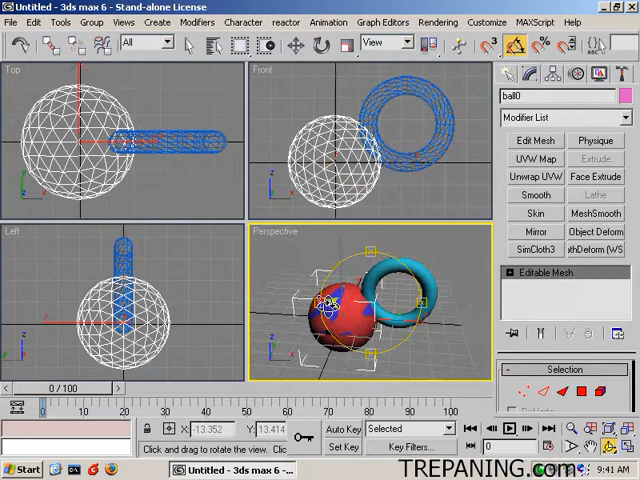 Untitled - 3ds max 6 - Stand-alone License
File Edit Tools Group Views Create Modifiers Character reactor Animation Graph Editors Rendering Customize MAXScript Help
All View
Top Front
ball0
Modifier List
Edit Mesh Physique
UVW Map Extrude
Unwrap UVW Face Extrude
Smooth Lathe
Skin MeshSmooth
Mirror Object Deform
SimCloth3 athDeform (WS
Left Perspective
Editable Mesh
Selection
0 / 100
0 10 20 30 40 50 60 70 80 90 100
X: -13.352 Y: 13.414
Auto Key Selected
Click and drag to rotate the view. Clic
Set Key Key Filters... 0
Start Untitled - 3ds max 6 -... 9:41 AM
TREPANING.com